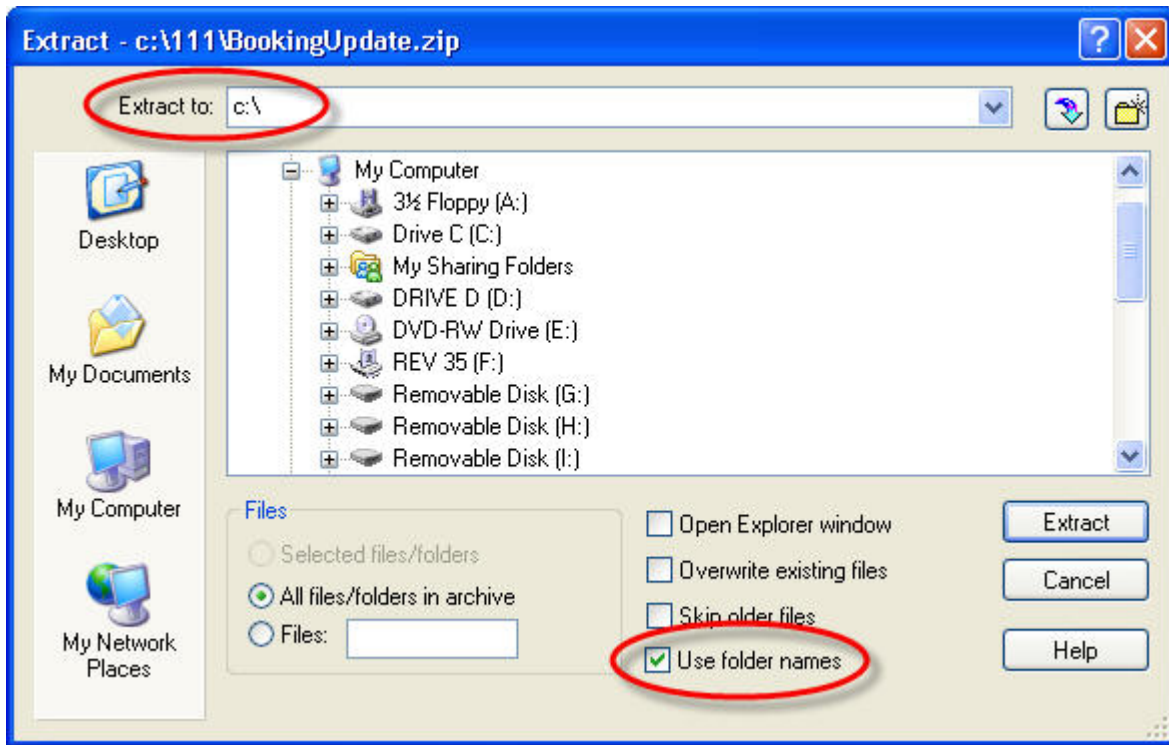 Extract - c:\111\BookingUpdate.zip
Extract to: c:\
My Computer
3½ Floppy (A:)
Drive C (C:)
My Sharing Folders
DRIVE D (D:)
DVD-RW Drive (E:)
REV 35 (F:)
Removable Disk (G:)
Removable Disk (H:)
Removable Disk (I:)
Desktop
My Documents
My Computer
My Network
Places
Files
Selected files/folders
All files/folders in archive
Files:
Open Explorer window
Overwrite existing files
Skip older files
Use folder names
Extract
Cancel
Help